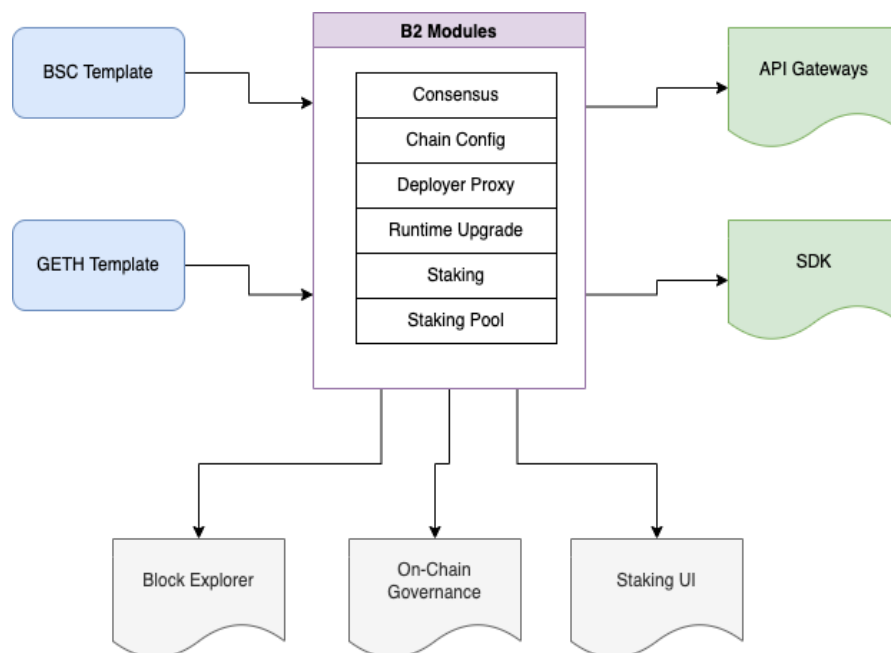 B2 Modules
BSC Template
API Gateways
Consensus
Chain Config
Deployer Proxy
Runtime Upgrade
GETH Template
SDK
Staking
Staking Pool
Block Explorer
On-Chain
Governance
Staking UI